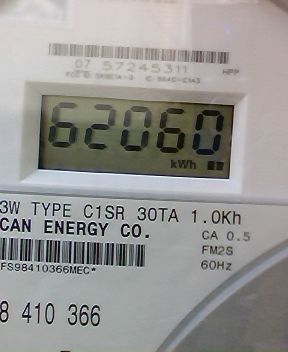 07 57245311 HPP
62060
kWh
3W TYPE C1SR 30TA 1.0Kh
CAN ENERGY CO. CA 0.5
FM2S
FS98410366MEC* 60Hz
8 410 366